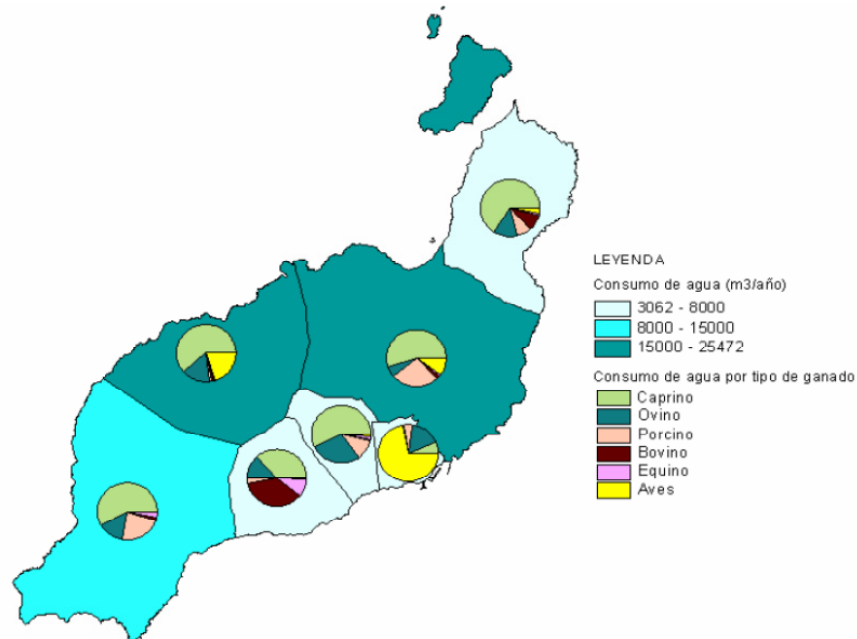 LEYENDA
Consumo de agua (m3/año)
3062 - 8000
8000 - 15000
15000 - 25472
Consumo de agua por tipo de ganado
Caprino
Ovino
Porcino
Bovino
Equino
Aves